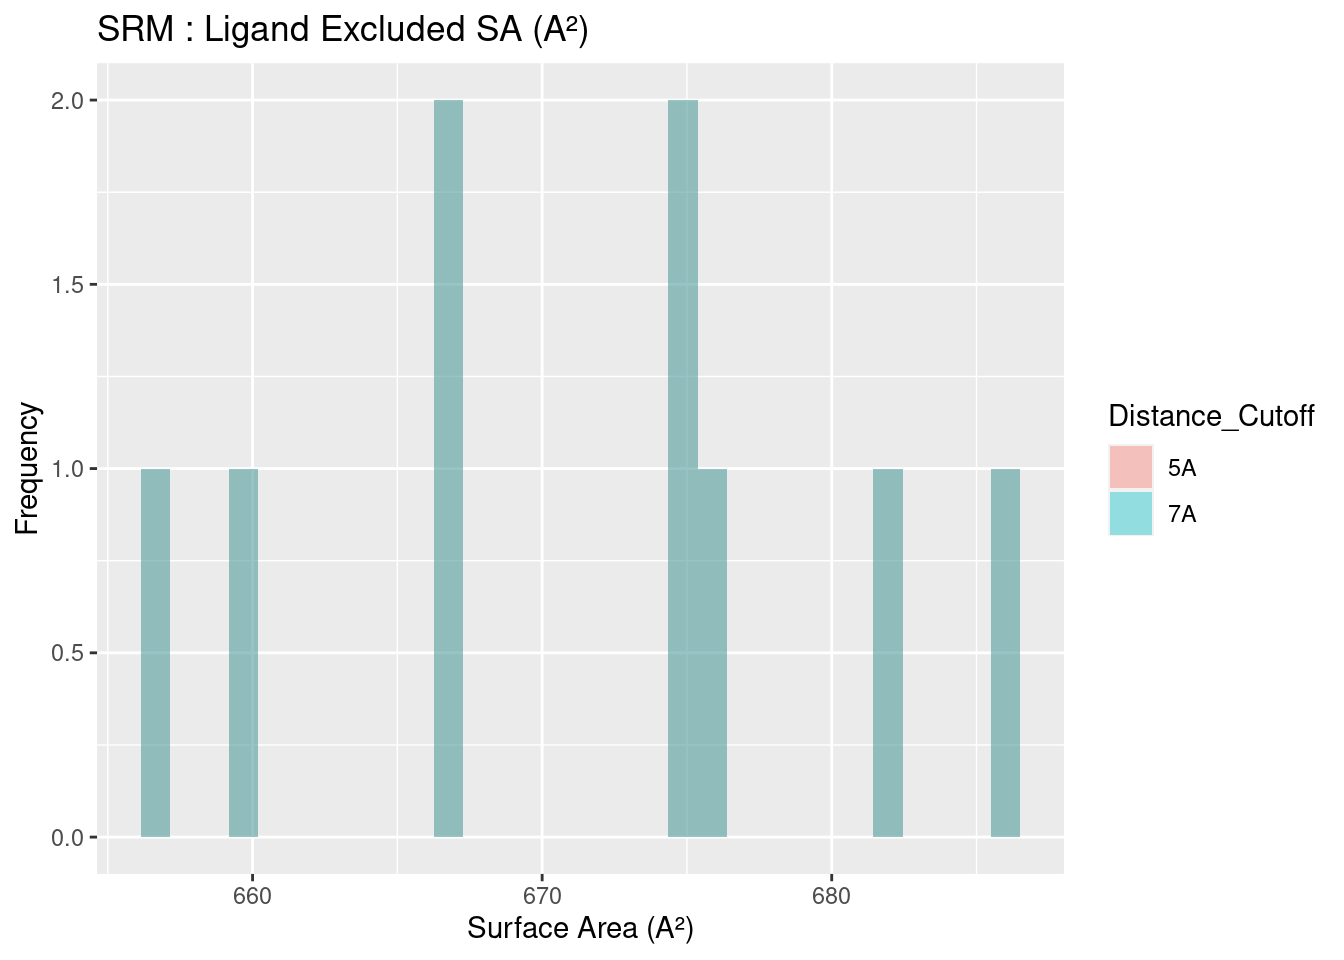 SRM : Ligand Excluded SA (A²)
2.0
1.5
1.0
0.5
0.0
Frequency
660 670 680
Surface Area (A²)
Distance_Cutoff
5A
7A